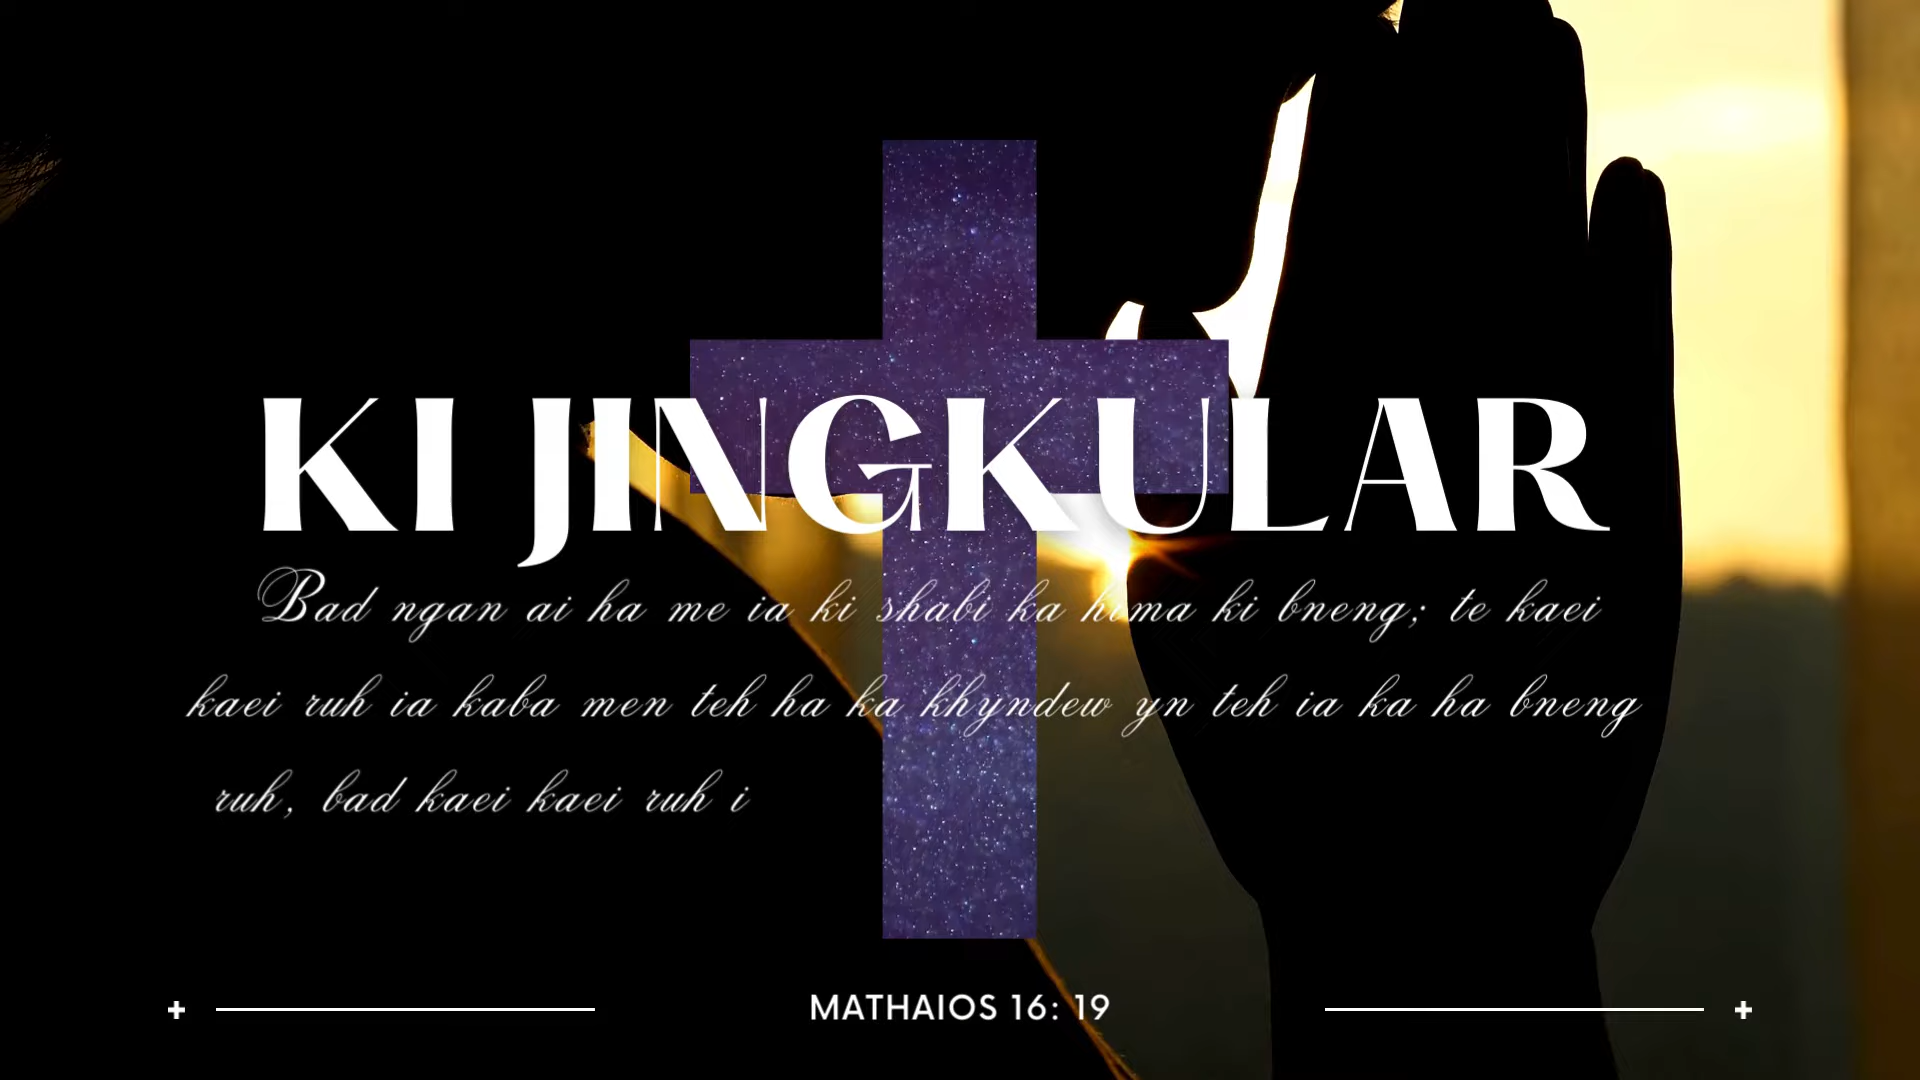 KI JINGKULAR
Bad ngan ai ha me ia ki shabi ka hima ki bneng; te kaei
kaei ruh ia kaba men teh ha ka khyndew yn teh ia ka ha bneng
ruh, bad kaei kaei ruh i
MATHAIOS 16: 19